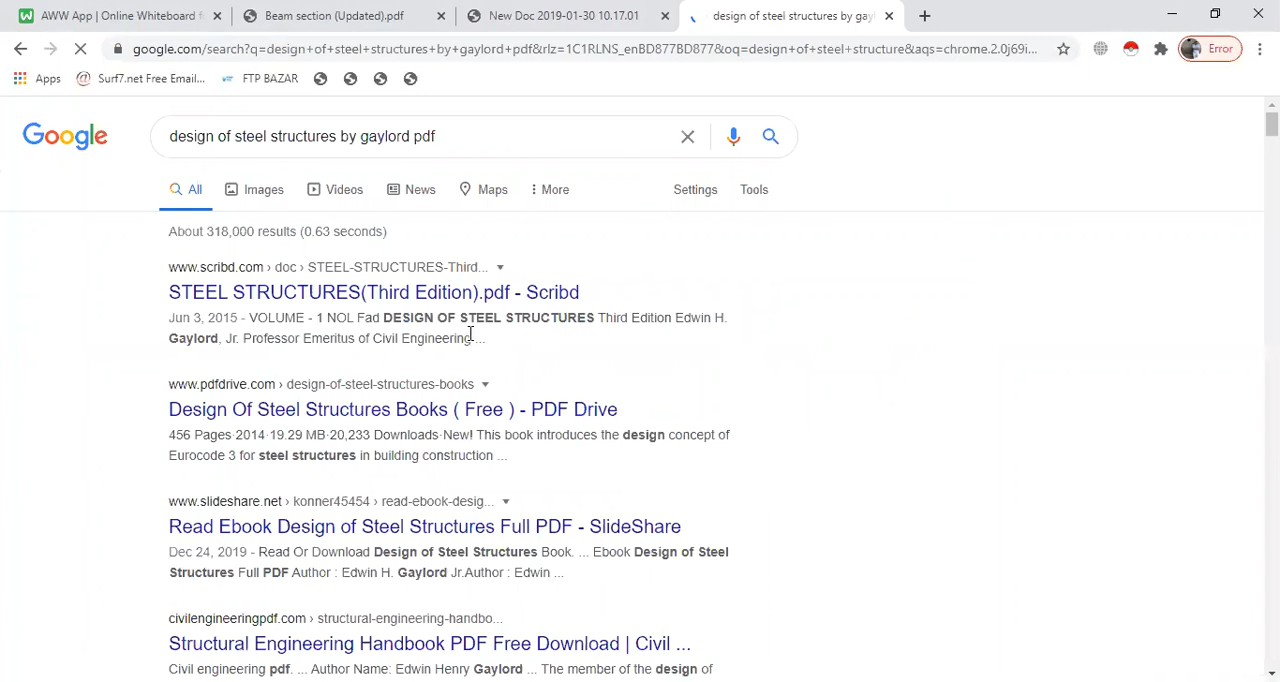 AWW App | Online Whiteboard f
Beam section (Updated).pdf
New Doc 2019-01-30 10.17.01
design of steel structures by gayl
google.com/search?q=design+of+steel+structures+by+gaylord+pdf&rlz=1C1RLNS_enBD877BD877&oq=design+of+steel+structure&aqs=chrome.2.0j69i...
Error
Apps
Surf7.net Free Email...
FTP BAZAR
Google
design of steel structures by gaylord pdf
All
Images
Videos
News
Maps
More
Settings
Tools
About 318,000 results (0.63 seconds)
www.scribd.com › doc › STEEL-STRUCTURES-Third...
STEEL STRUCTURES(Third Edition).pdf - Scribd
Jun 3, 2015 - VOLUME - 1 NOL Fad DESIGN OF STEEL STRUCTURES Third Edition Edwin H.
Gaylord, Jr. Professor Emeritus of Civil Engineering ...
www.pdfdrive.com › design-of-steel-structures-books
Design Of Steel Structures Books ( Free ) - PDF Drive
456 Pages·2014·19.29 MB·20,233 Downloads·New! This book introduces the design concept of
Eurocode 3 for steel structures in building construction ...
www.slideshare.net › konner45454 › read-ebook-desig...
Read Ebook Design of Steel Structures Full PDF - SlideShare
Dec 24, 2019 - Read Or Download Design of Steel Structures Book. ... Ebook Design of Steel
Structures Full PDF Author : Edwin H. Gaylord Jr.Author : Edwin ...
civilengineeringpdf.com › structural-engineering-handbo...
Structural Engineering Handbook PDF Free Download | Civil ...
Civil engineering pdf. ... Author Name: Edwin Henry Gaylord ... The member of the design of